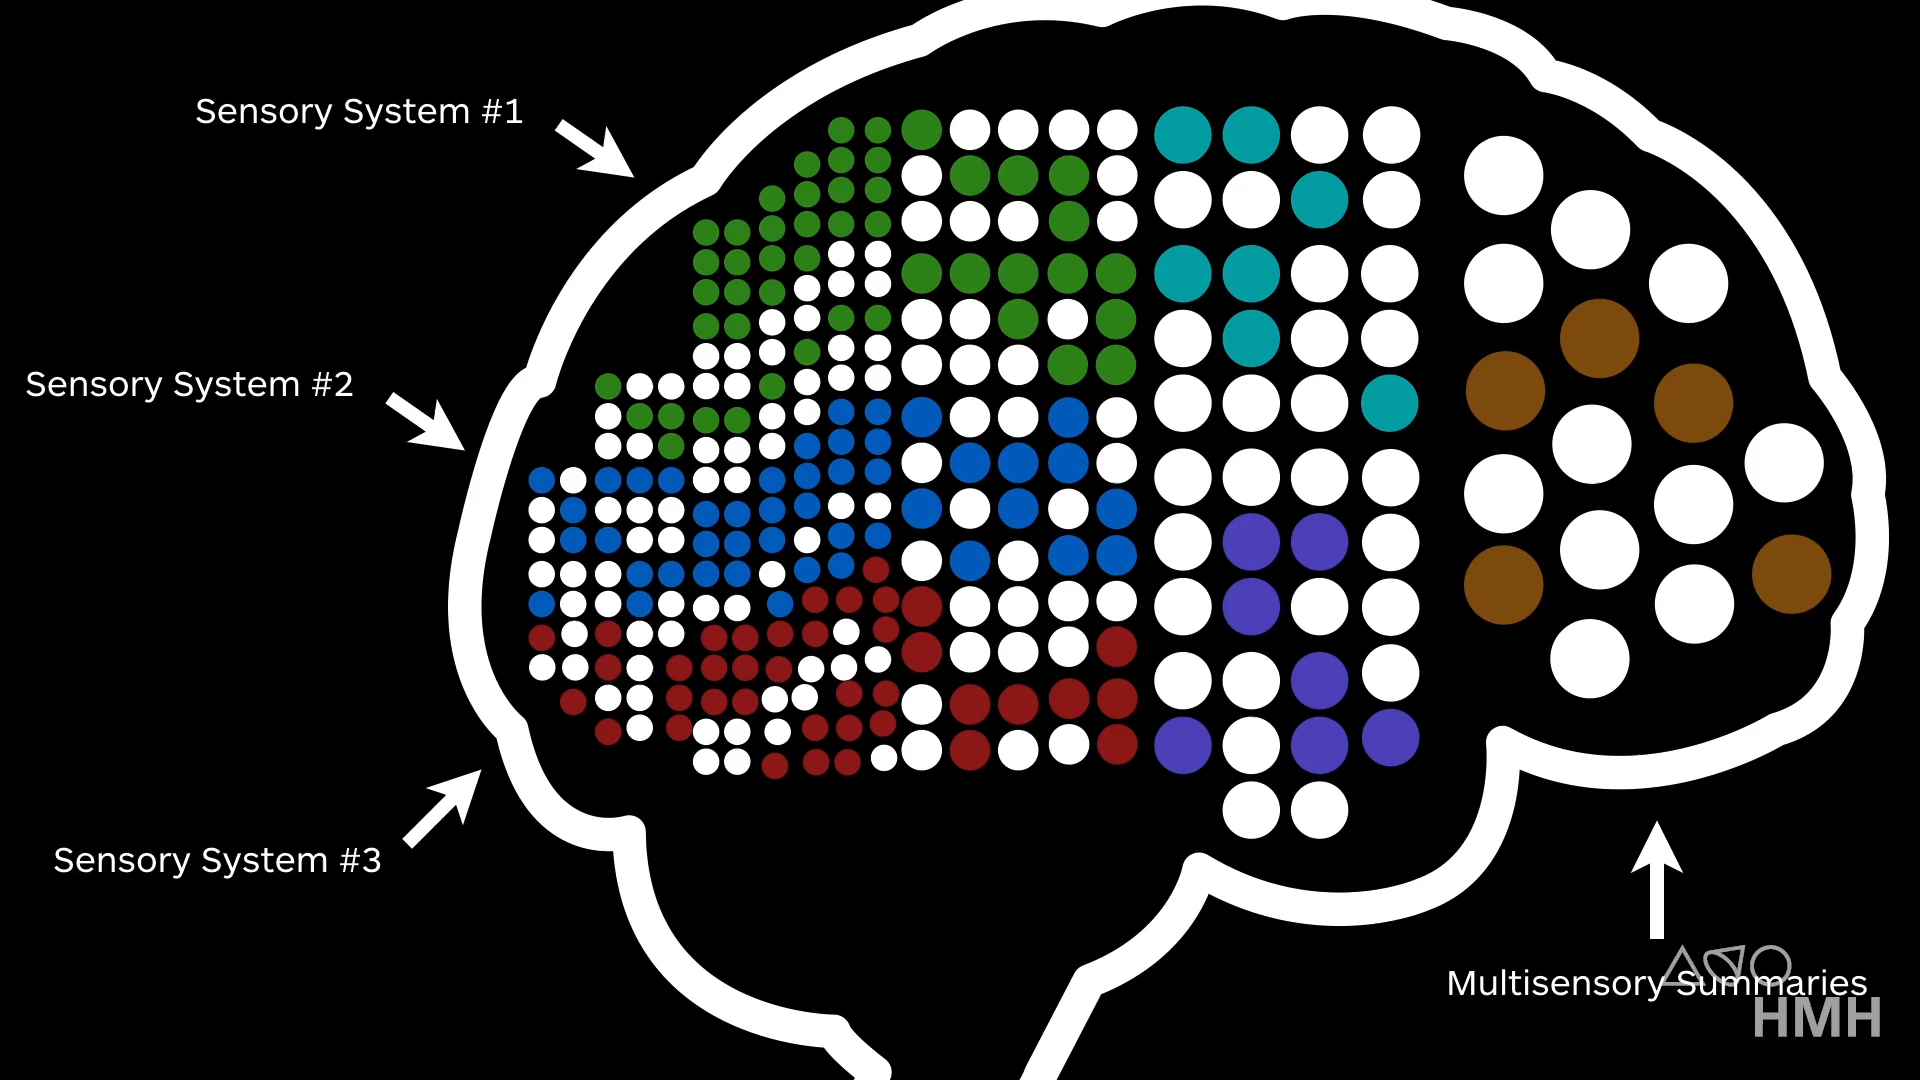 Sensory System #1
Sensory System #2
Sensory System #3
Multisensory Summaries
HMH